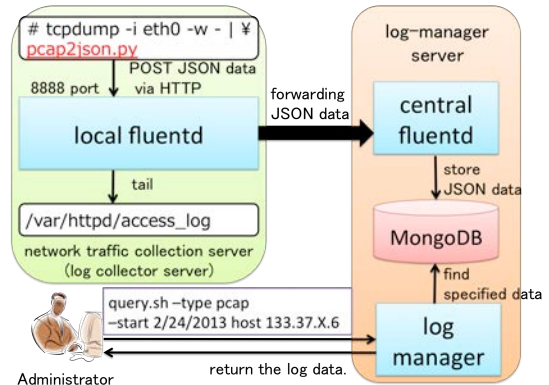 # tcpdump -i eth0 -w - | ¥
pcap2json.py
8888 port
POST JSON data
via HTTP
local fluentd
tail
/var/httpd/access_log
network traffic collection server
(log collector server)
forwarding
JSON data
log-manager
server
central
fluentd
store
JSON data
MongoDB
find
specified data
log
manager
query.sh –type pcap
–start 2/24/2013 host 133.37.X.6
return the log data.
Administrator